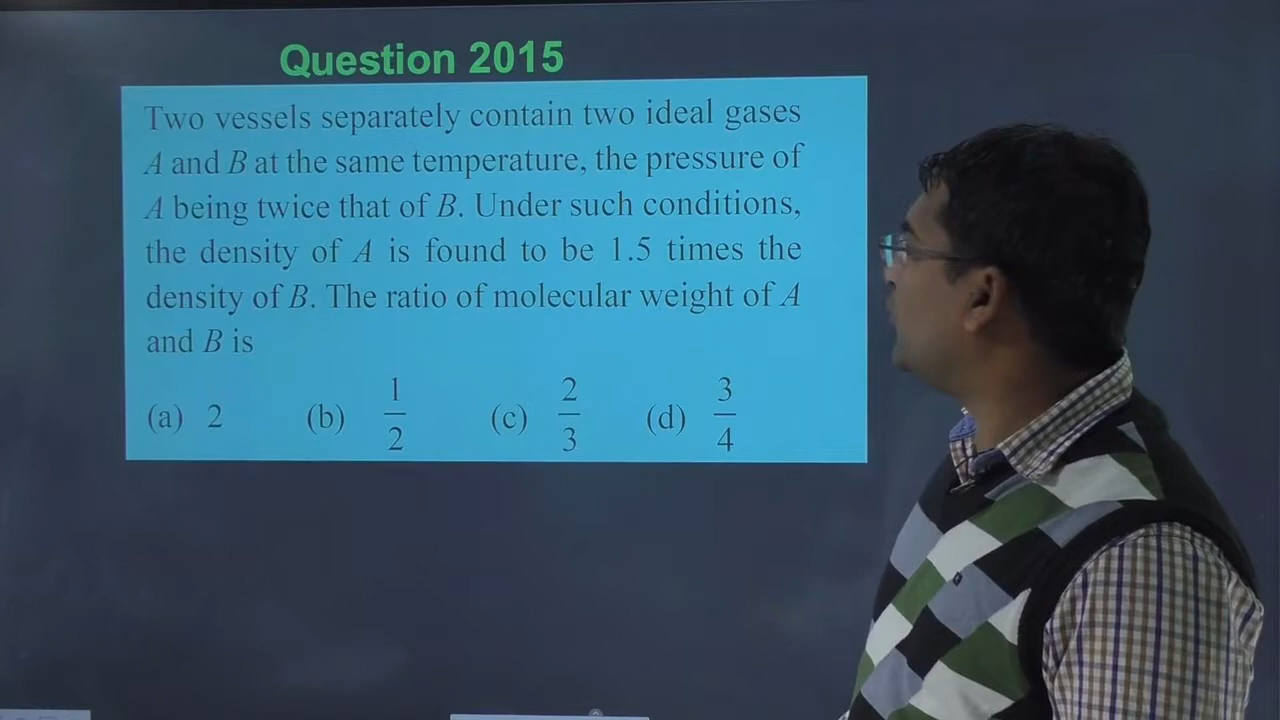 Question 2015
Two vessels separately contain two ideal gases
A and B at the same temperature, the pressure of
A being twice that of B. Under such conditions,
the density of A is found to be 1.5 times the
density of B. The ratio of molecular weight of A
and B is
(a) 2 (b) 1/2 (c) 2/3 (d) 3/4